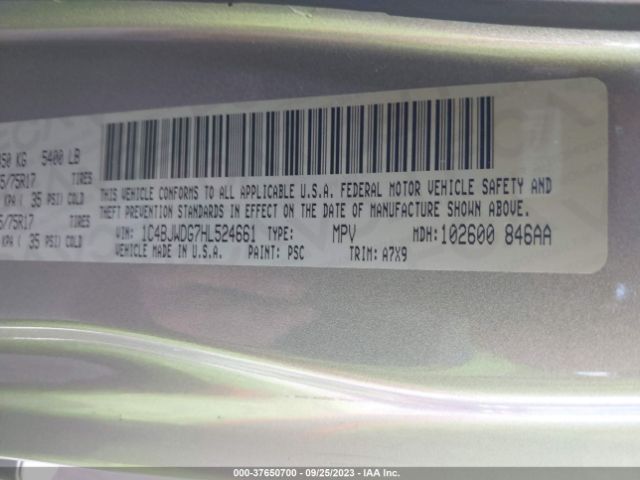 350 KG 5400 LB
5/75R17 TIRES
KPA ( 35 PSI) COLD
5/75R17 TIRES
KPA ( 35 PSI) COLD
THIS VEHICLE CONFORMS TO ALL APPLICABLE U.S.A. FEDERAL MOTOR VEHICLE SAFETY AND
THEFT PREVENTION STANDARDS IN EFFECT ON THE DATE OF MANUFACTURE SHOWN ABOVE.
VIN: 1C4BJWDG7HL524661 TYPE: MPV MDH: 102600 846AA
VEHICLE MADE IN U.S.A. PAINT: PSC TRIM: A7X9
000-37650700 - 09/25/2023 - IAA Inc.